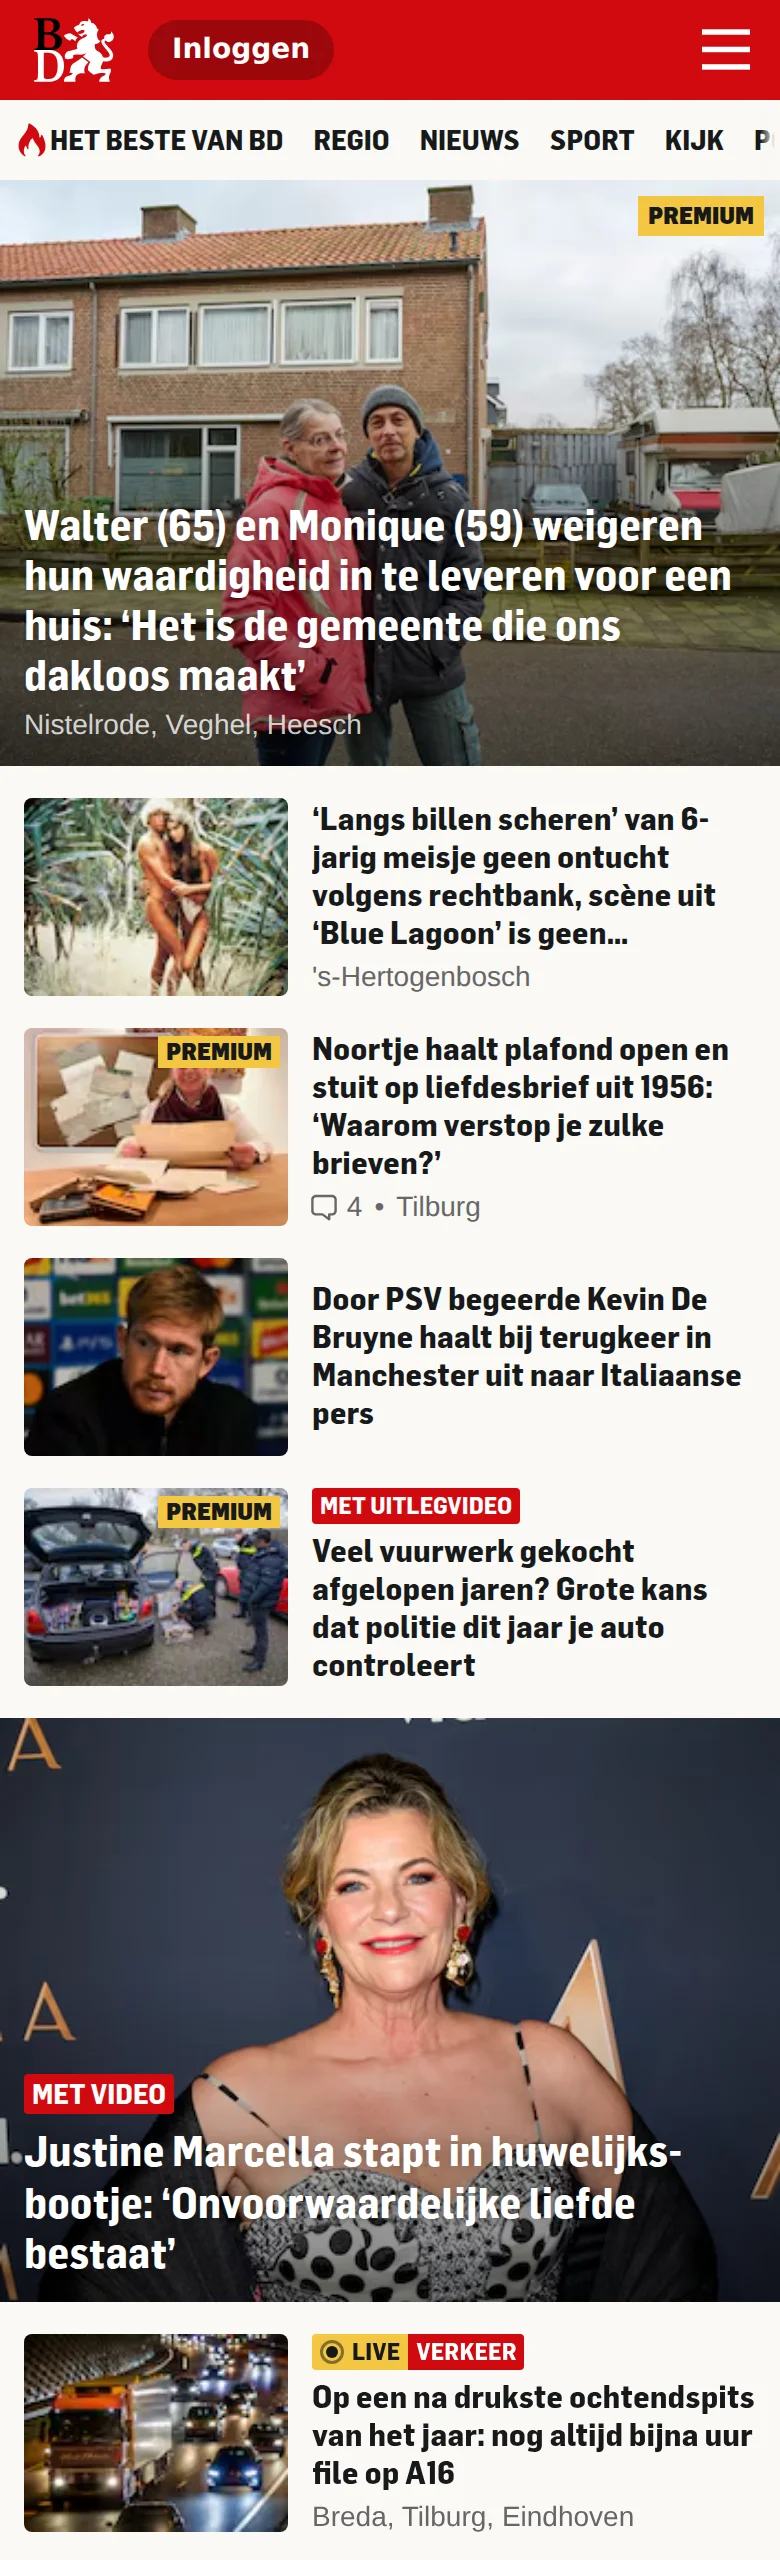 BD
Inloggen
HET BESTE VAN BD REGIO NIEUWS SPORT KIJK
PREMIUM
Walter (65) en Monique (59) weigeren
hun waardigheid in te leveren voor een
huis: ‘Het is de gemeente die ons
dakloos maakt’
Nistelrode, Veghel, Heesch
‘Langs billen scheren’ van 6-
jarig meisje geen ontucht
volgens rechtbank, scène uit
‘Blue Lagoon’ is geen...
's-Hertogenbosch
PREMIUM
Noortje haalt plafond open en
stuit op liefdesbrief uit 1956:
‘Waarom verstop je zulke
brieven?’
4 • Tilburg
Door PSV begeerde Kevin De
Bruyne haalt bij terugkeer in
Manchester uit naar Italiaanse
pers
PREMIUM
MET UITLEGVIDEO
Veel vuurwerk gekocht
afgelopen jaren? Grote kans
dat politie dit jaar je auto
controleert
MET VIDEO
Justine Marcella stapt in huwelijks-
bootje: ‘Onvoorwaardelijke liefde
bestaat’
LIVE VERKEER
Op een na drukste ochtendspits
van het jaar: nog altijd bijna uur
file op A16
Breda, Tilburg, Eindhoven